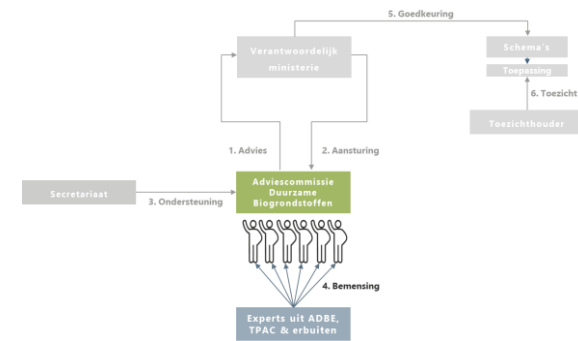 5. Goedkeuring
Verantwoordelijk
ministerie
Schema's
Toepassing
6. Toezicht
Toezichthouder
1. Advies
2. Aansturing
Adviescommissie
Duurzame
Biogrondstoffen
Secretariaat
3. Ondersteuning
4. Bemensing
Experts uit ADBE,
TPAC & erbuiten